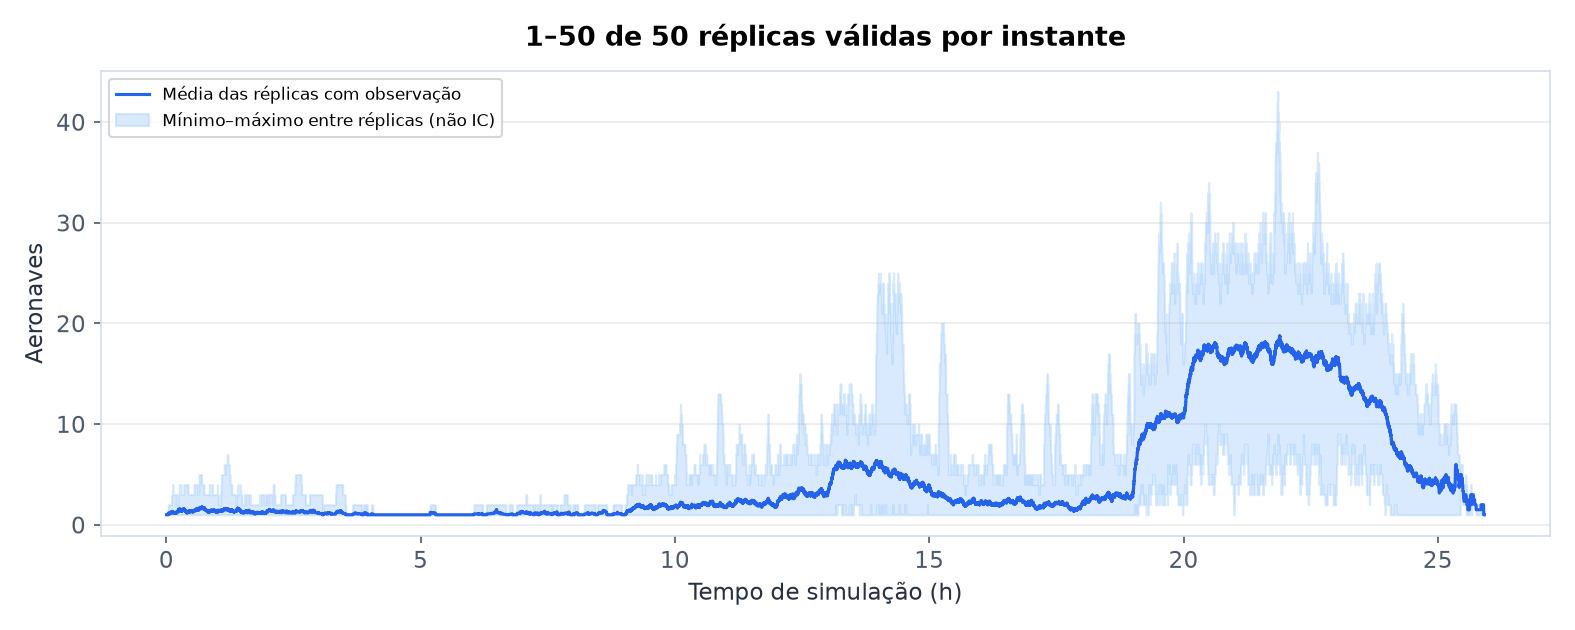 1–50 de 50 réplicas válidas por instante
Média das réplicas com observação
Mínimo–máximo entre réplicas (não IC)
Aeronaves
40
30
20
10
0
0 5 10 15 20 25
Tempo de simulação (h)